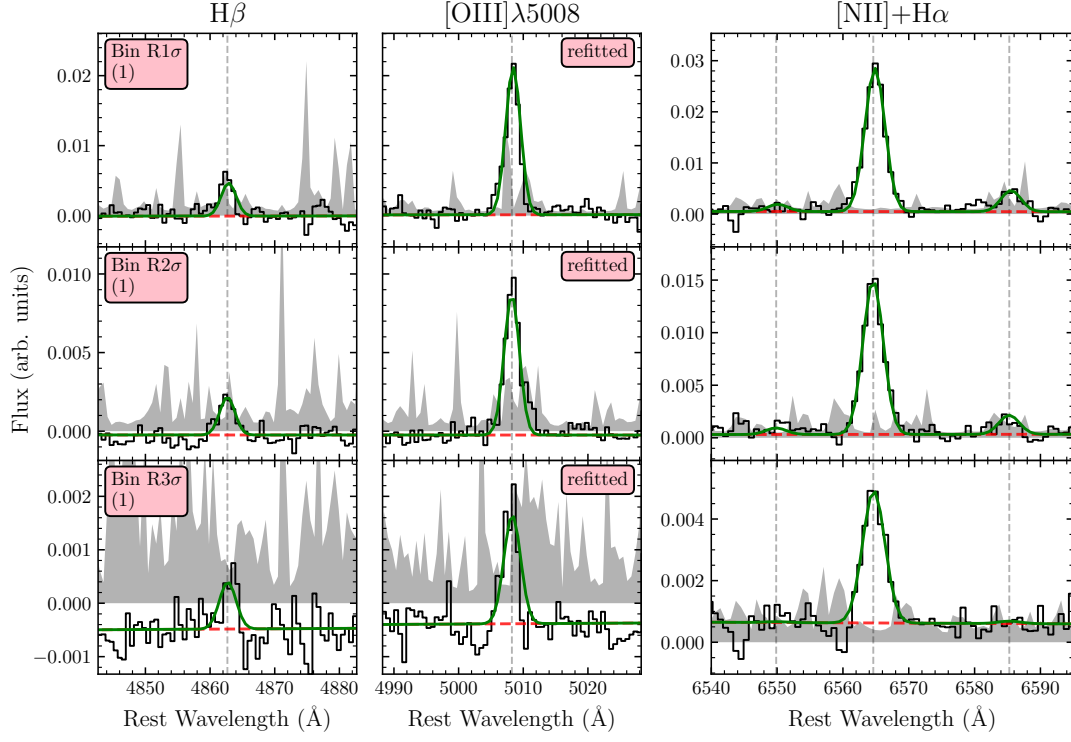 Hβ
[OIII]λ5008
[NII]+Hα
Bin R1σ
(1)
refitted
0.02
0.01
0.00
0.03
0.02
0.01
0.00
Bin R2σ
(1)
refitted
0.010
0.005
0.000
0.015
0.010
0.005
0.000
Flux (arb. units)
Bin R3σ
(1)
refitted
0.002
0.001
0.000
−0.001
0.004
0.002
0.000
4850 4860 4870 4880
4990 5000 5010 5020
6540 6550 6560 6570 6580 6590
Rest Wavelength (Å)
Rest Wavelength (Å)
Rest Wavelength (Å)